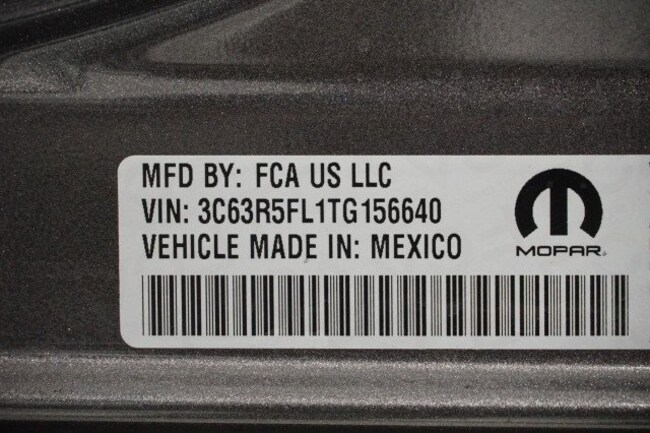 MFD BY: FCA US LLC
VIN: 3C63R5FL1TG156640
VEHICLE MADE IN: MEXICO
MOPAR